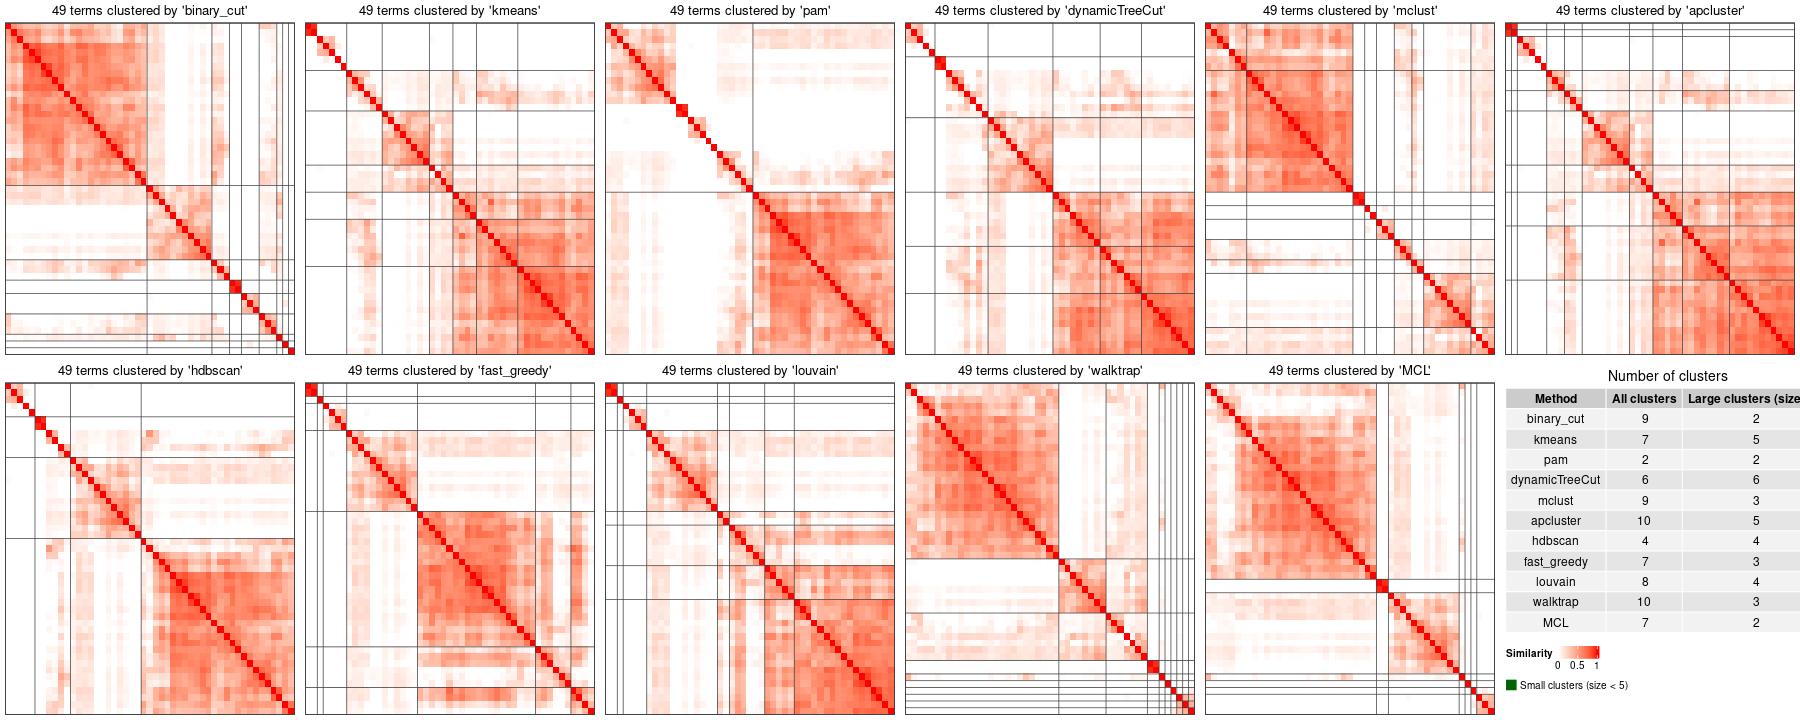 49 terms clustered by 'binary_cut'
49 terms clustered by 'kmeans'
49 terms clustered by 'pam'
49 terms clustered by 'dynamicTreeCut'
49 terms clustered by 'mclust'
49 terms clustered by 'apcluster'
49 terms clustered by 'hdbscan'
49 terms clustered by 'fast_greedy'
49 terms clustered by 'louvain'
49 terms clustered by 'walktrap'
49 terms clustered by 'MCL'
Number of clusters
Method All clusters Large clusters (size
binary_cut 9 2
kmeans 7 5
pam 2 2
dynamicTreeCut 6 6
mclust 9 3
apcluster 10 5
hdbscan 4 4
fast_greedy 7 3
louvain 8 4
walktrap 10 3
MCL 7 2
Similarity
0 0.5 1
Small clusters (size < 5)